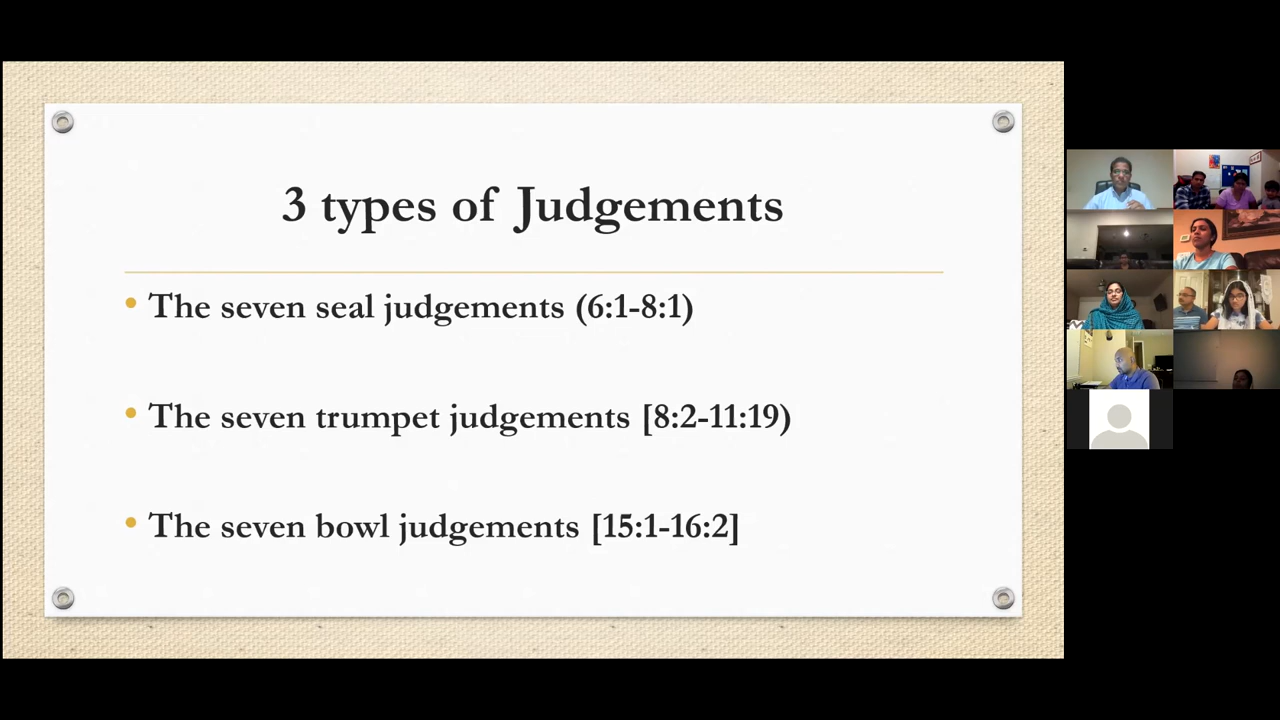 3 types of Judgements
The seven seal judgements (6:1-8:1)
The seven trumpet judgements [8:2-11:19)
The seven bowl judgements [15:1-16:2]